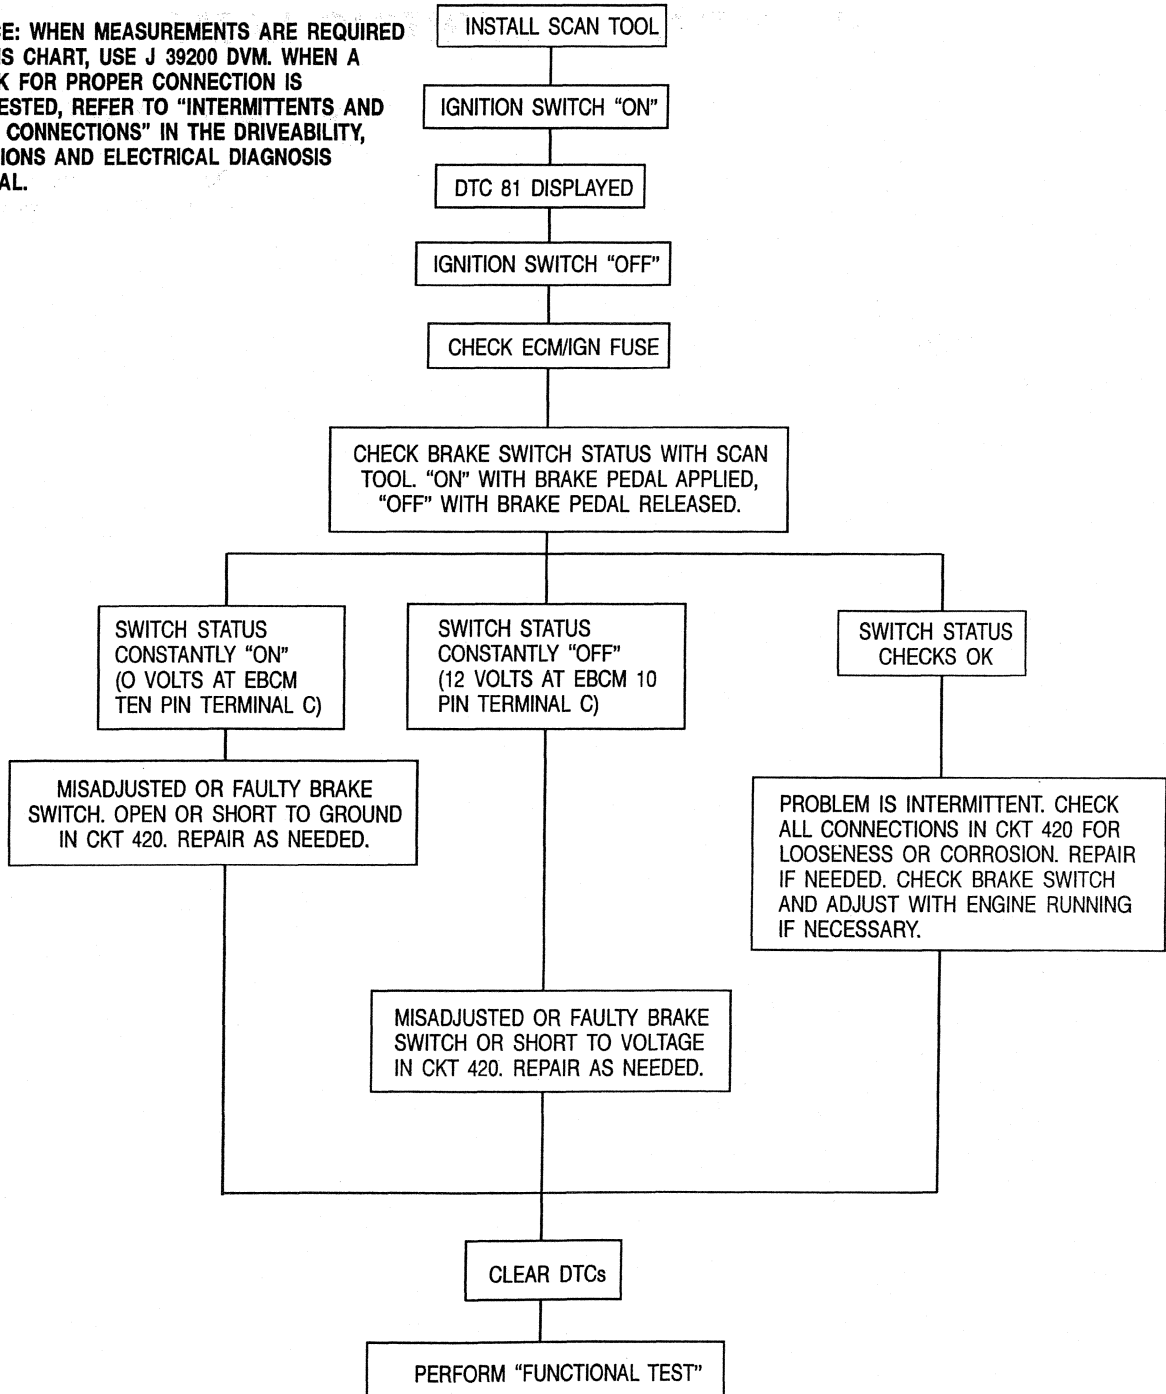 CE: WHEN MEASUREMENTS ARE REQUIRED
IS CHART, USE J 39200 DVM. WHEN A
K FOR PROPER CONNECTION IS
ESTED, REFER TO “INTERMITTENTS AND
CONNECTIONS” IN THE DRIVEABILITY,
IONS AND ELECTRICAL DIAGNOSIS
AL.
INSTALL SCAN TOOL
IGNITION SWITCH “ON”
DTC 81 DISPLAYED
IGNITION SWITCH “OFF”
CHECK ECM/IGN FUSE
CHECK BRAKE SWITCH STATUS WITH SCAN
TOOL. “ON” WITH BRAKE PEDAL APPLIED,
“OFF” WITH BRAKE PEDAL RELEASED.
SWITCH STATUS
CONSTANTLY “ON”
(O VOLTS AT EBCM
TEN PIN TERMINAL C)
SWITCH STATUS
CONSTANTLY “OFF”
(12 VOLTS AT EBCM 10
PIN TERMINAL C)
SWITCH STATUS
CHECKS OK
MISADJUSTED OR FAULTY BRAKE
SWITCH. OPEN OR SHORT TO GROUND
IN CKT 420. REPAIR AS NEEDED.
PROBLEM IS INTERMITTENT. CHECK
ALL CONNECTIONS IN CKT 420 FOR
LOOSENESS OR CORROSION. REPAIR
IF NEEDED. CHECK BRAKE SWITCH
AND ADJUST WITH ENGINE RUNNING
IF NECESSARY.
MISADJUSTED OR FAULTY BRAKE
SWITCH OR SHORT TO VOLTAGE
IN CKT 420. REPAIR AS NEEDED.
CLEAR DTCs
PERFORM “FUNCTIONAL TEST”